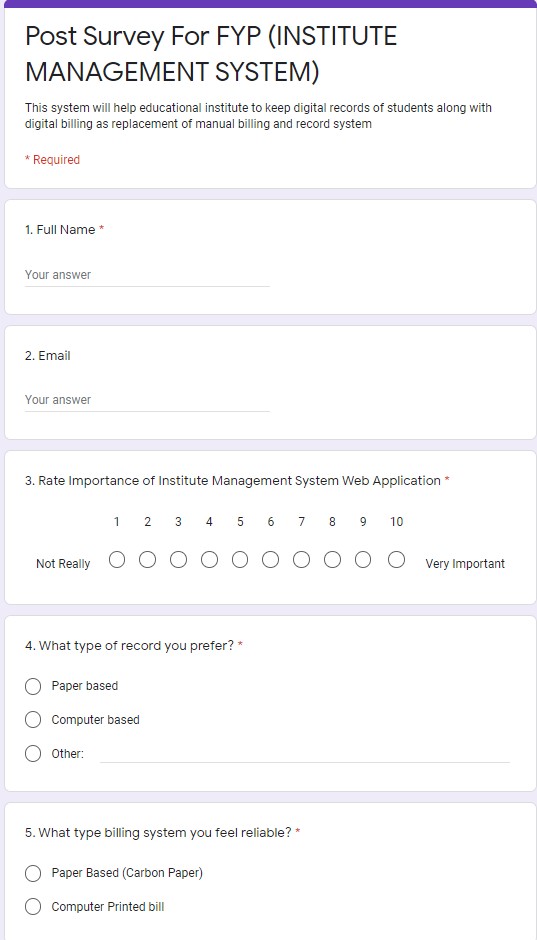 Post Survey For FYP (INSTITUTE
MANAGEMENT SYSTEM)
This system will help educational institute to keep digital records of students along with
digital billing as replacement of manual billing and record system
* Required
1. Full Name *
Your answer
2. Email
Your answer
3. Rate Importance of Institute Management System Web Application *
1 2 3 4 5 6 7 8 9 10
Not Really Very Important
4. What type of record you prefer? *
Paper based
Computer based
Other:
5. What type billing system you feel reliable? *
Paper Based (Carbon Paper)
Computer Printed bill